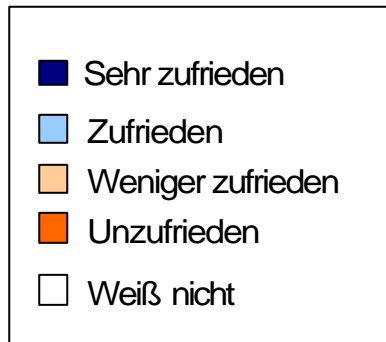 Sehr zufrieden
Zufrieden
Weniger zufrieden
Unzufrieden
Weiß nicht